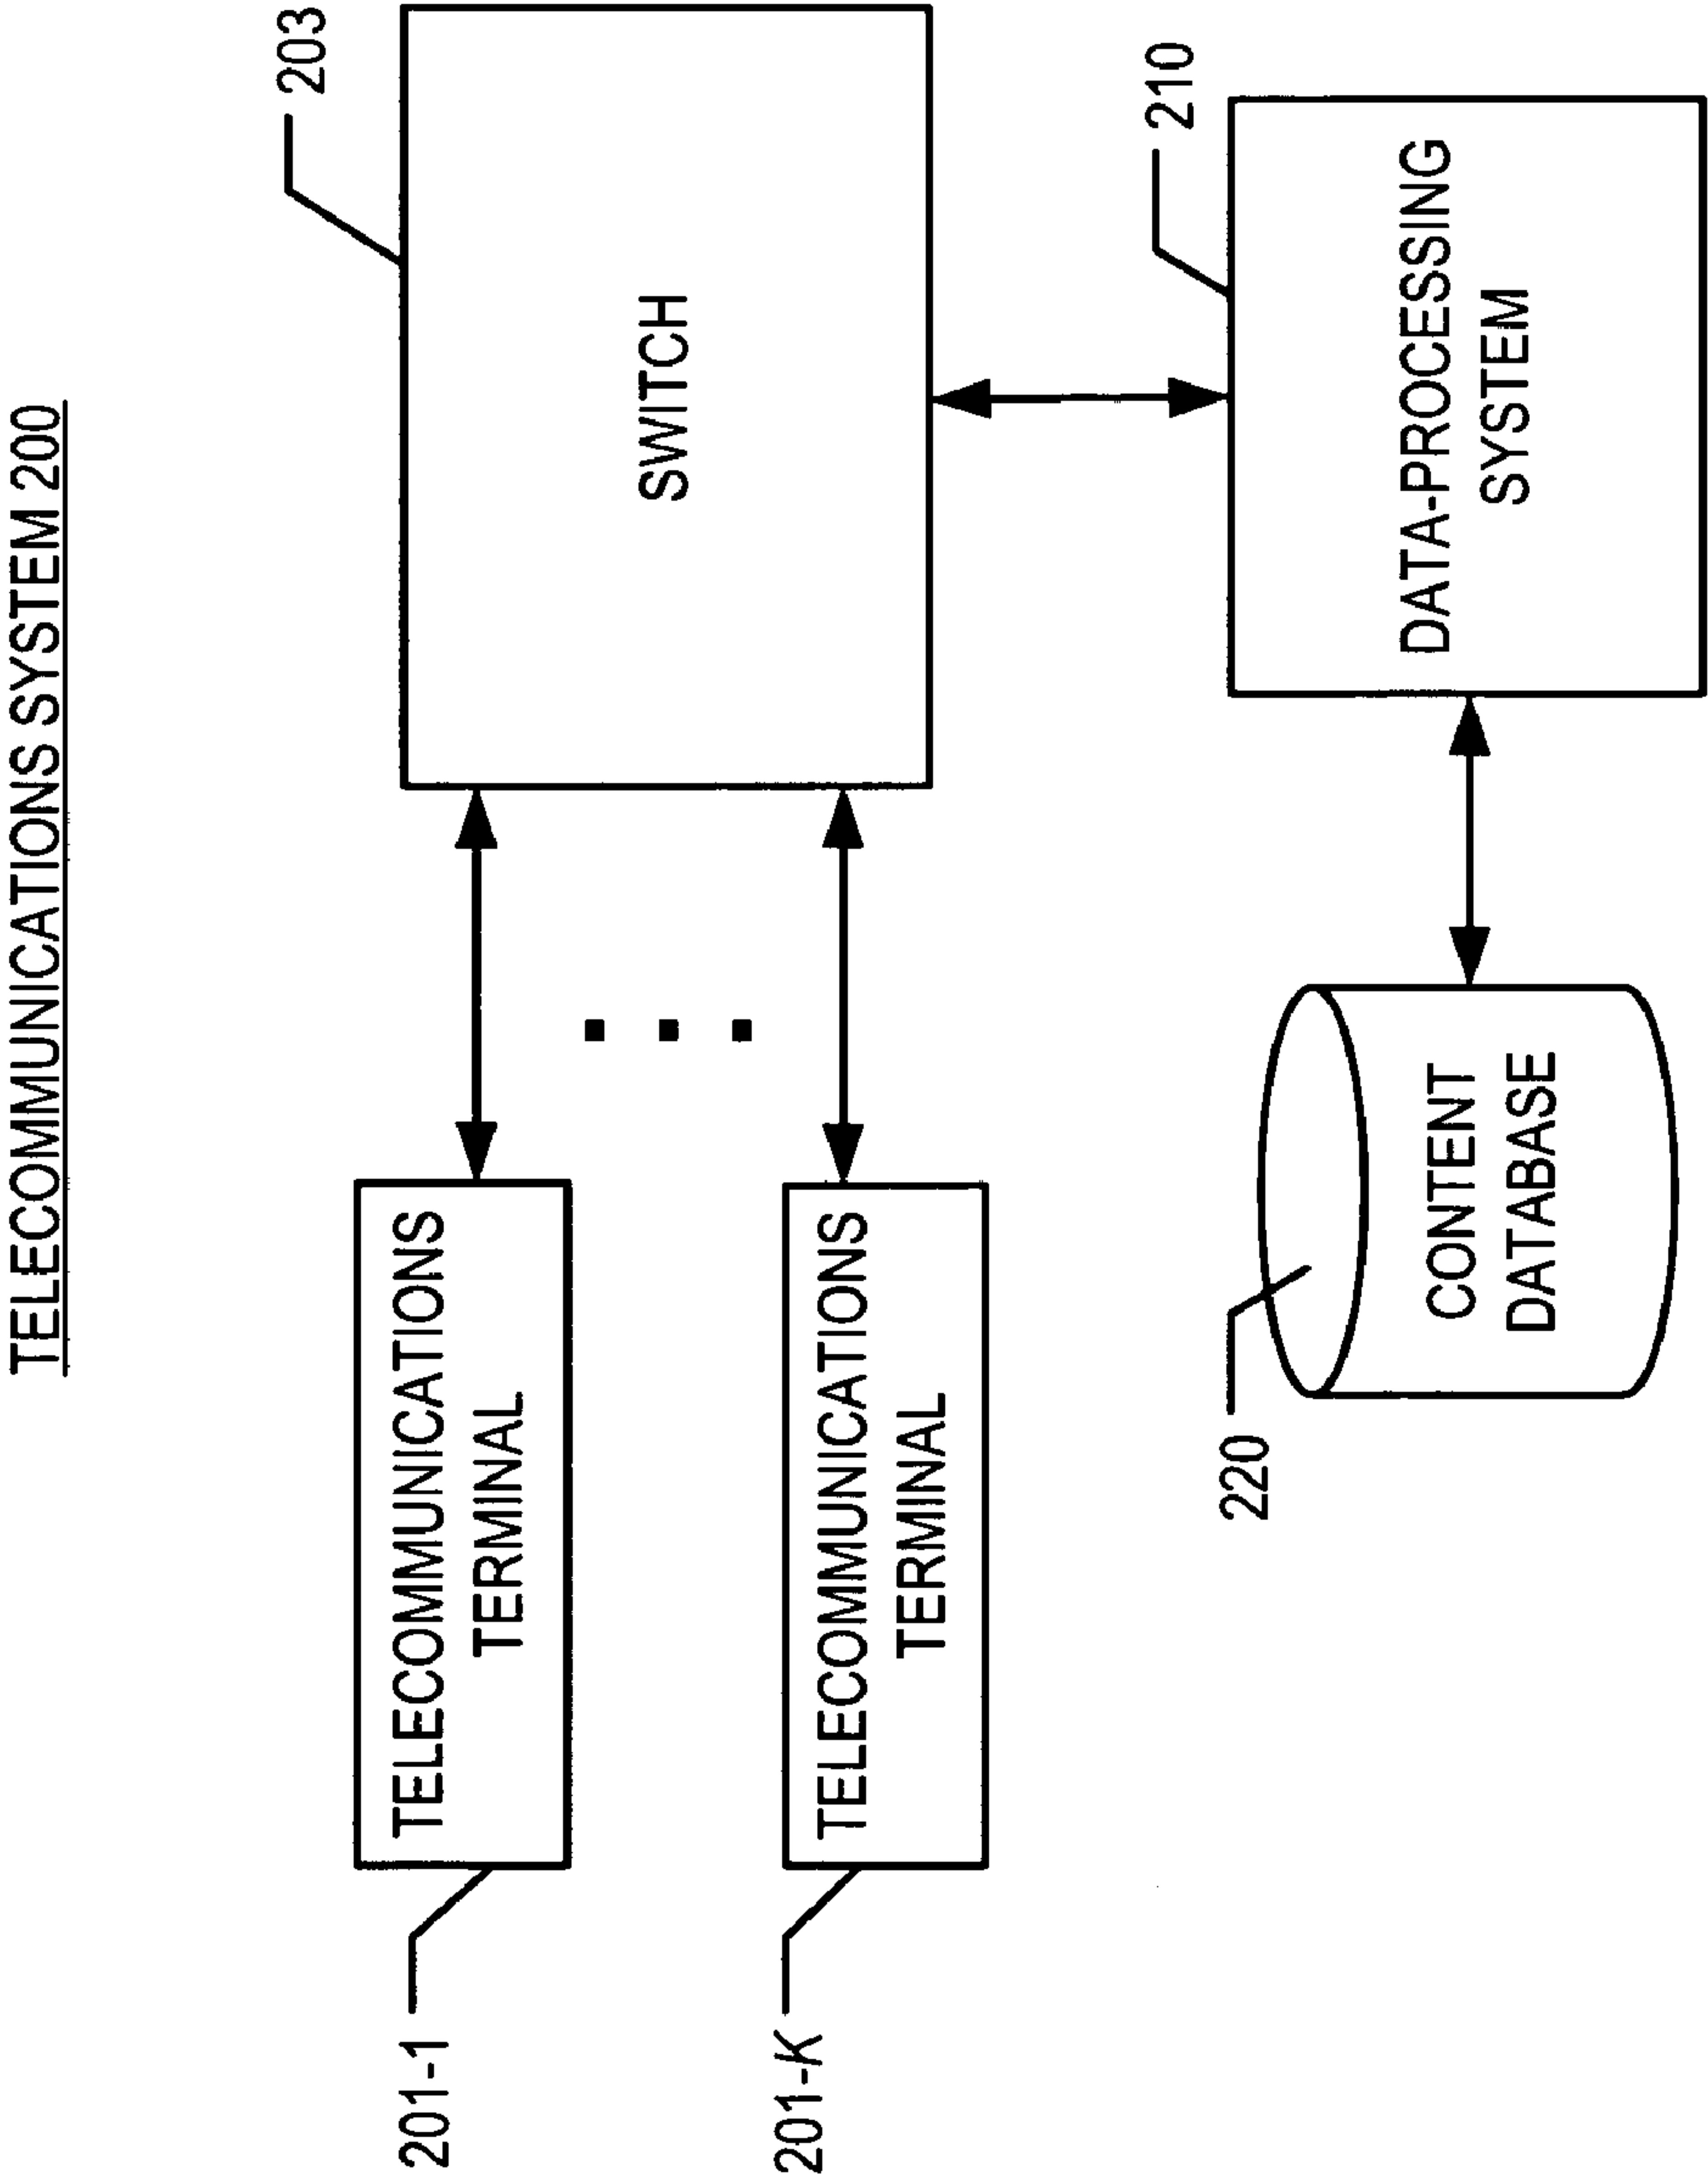 TELECOMMUNICATIONS SYSTEM 200
203
201-1
TELECOMMUNICATIONS
TERMINAL
SWITCH
201-K
TELECOMMUNICATIONS
TERMINAL
210
220
CONTENT
DATABASE
DATA-PROCESSING
SYSTEM